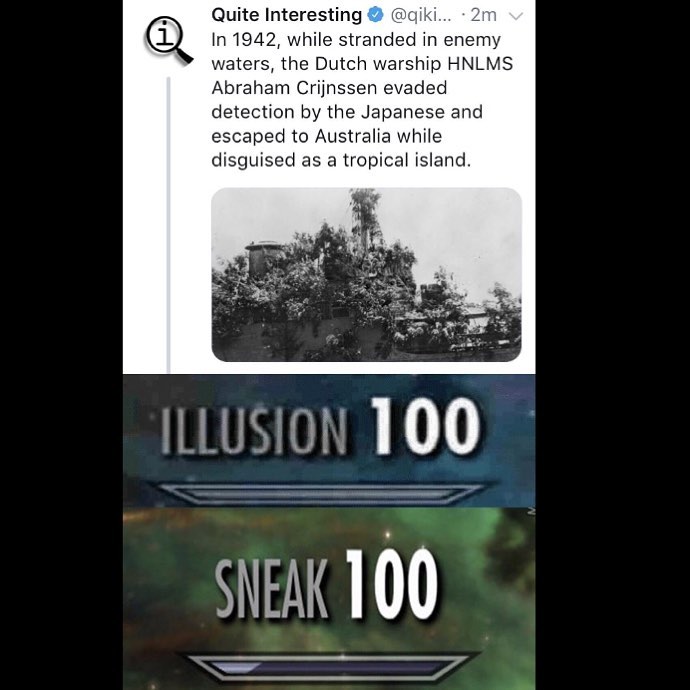 Quite Interesting @qiki... · 2m
In 1942, while stranded in enemy
waters, the Dutch warship HNLMS
Abraham Crijnssen evaded
detection by the Japanese and
escaped to Australia while
disguised as a tropical island.
ILLUSION 100
SNEAK 100